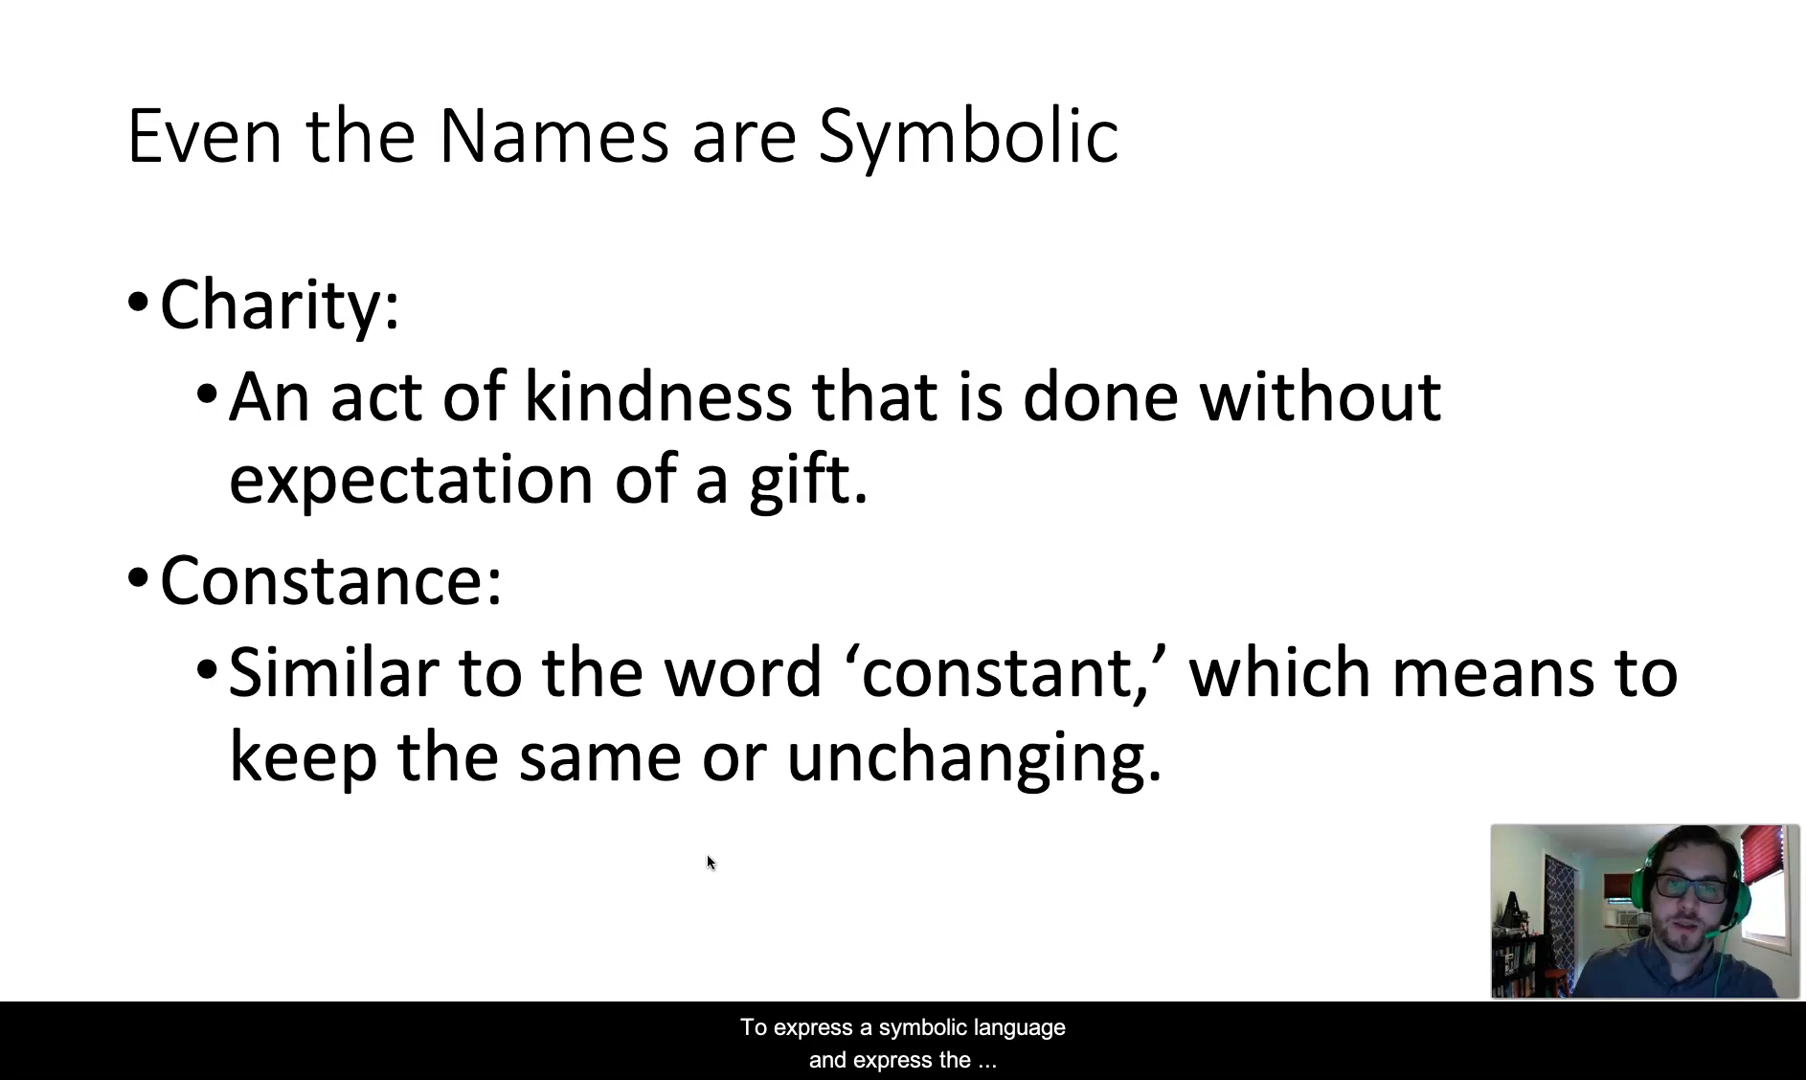 Even the Names are Symbolic
• Charity:
• An act of kindness that is done without
expectation of a gift.
• Constance:
• Similar to the word ‘constant,’ which means to
keep the same or unchanging.
To express a symbolic language
and express the ...